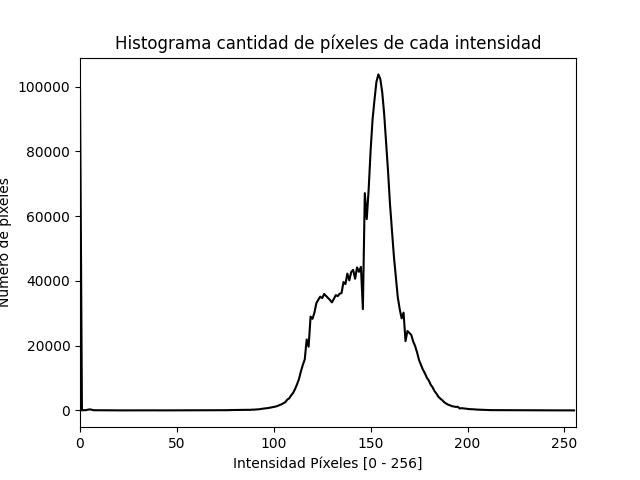 Histograma cantidad de píxeles de cada intensidad
Número de píxeles
100000
80000
60000
40000
20000
0
0 50 100 150 200 250
Intensidad Píxeles [0 - 256]